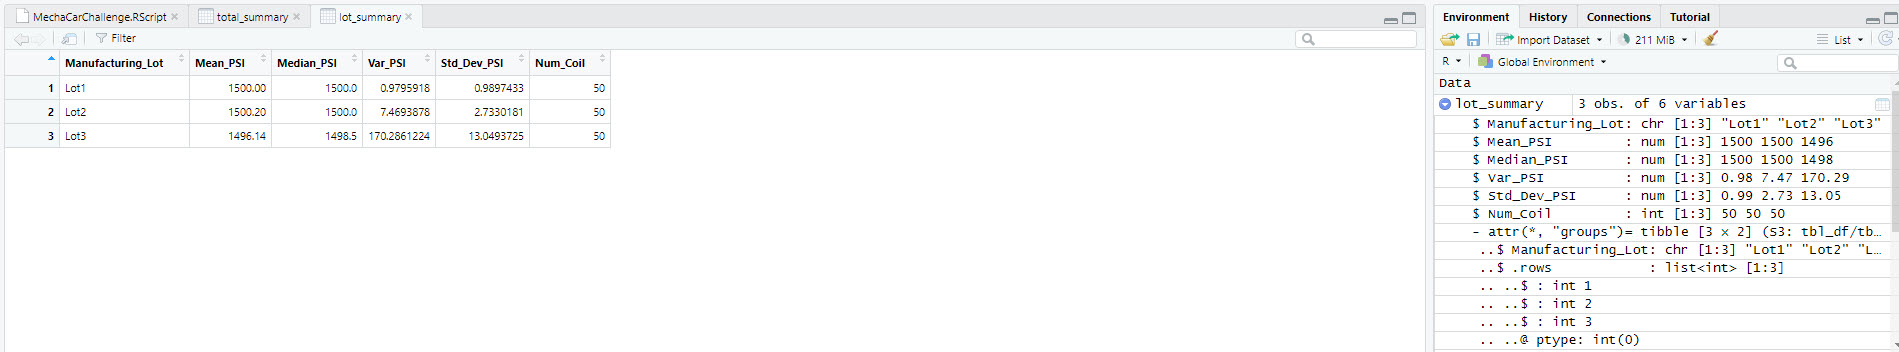 MechaCarChallenge.RScript total_summary lot_summary
Filter
Manufacturing_Lot Mean_PSI Median_PSI Var_PSI Std_Dev_PSI Num_Coil
1 Lot1 1500.00 1500.0 0.9795918 0.9897433 50
2 Lot2 1500.20 1500.0 7.4693878 2.7330181 50
3 Lot3 1496.14 1498.5 170.2861224 13.0493725 50
Environment History Connections Tutorial
Import Dataset 211 MiB List
R Global Environment
Data
lot_summary 3 obs. of 6 variables
$ Manufacturing_Lot: chr [1:3] "Lot1" "Lot2" "Lot3"
$ Mean_PSI : num [1:3] 1500 1500 1496
$ Median_PSI : num [1:3] 1500 1500 1498
$ Var_PSI : num [1:3] 0.98 7.47 170.29
$ Std_Dev_PSI : num [1:3] 0.99 2.73 13.05
$ Num_Coil : int [1:3] 50 50 50
- attr(*, "groups")= tibble [3 × 2] (S3: tbl_df/tb…
..$ Manufacturing_Lot: chr [1:3] "Lot1" "Lot2" "L…
..$ .rows : list<int> [1:3]
.. ..$ : int 1
.. ..$ : int 2
.. ..$ : int 3
.. ..@ ptype: int(0)